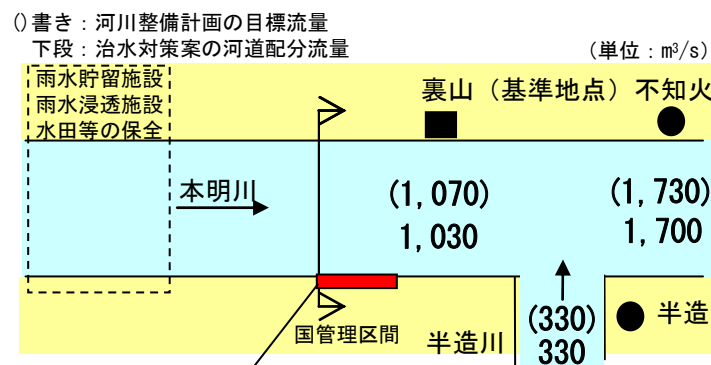 ()書き：河川整備計画の目標流量
下段：治水対策案の河道配分流量
(単位：m³/s)
雨水貯留施設
雨水浸透施設
水田等の保全
裏山（基準地点）
不知火
本明川
(1,070)
1,030
(1,730)
1,700
国管理区間
半造川
(330)
330
半造